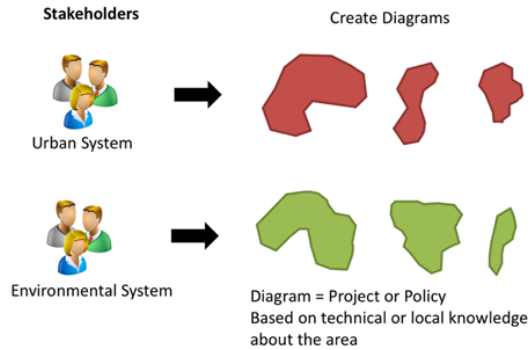 Stakeholders
Create Diagrams
Urban System
Environmental System
Diagram = Project or Policy
Based on technical or local knowledge
about the area